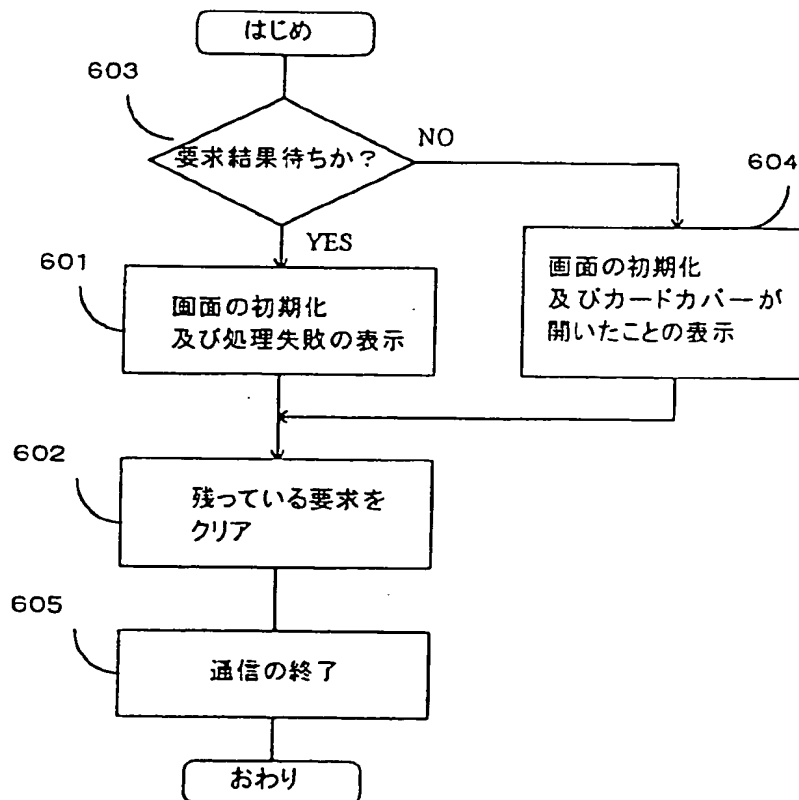 はじめ
603
要求結果待ちか？
NO
604
YES
601
画面の初期化
及び処理失敗の表示
画面の初期化
及びカードカバーが
開いたことの表示
602
残っている要求を
クリア
605
通信の終了
おわり